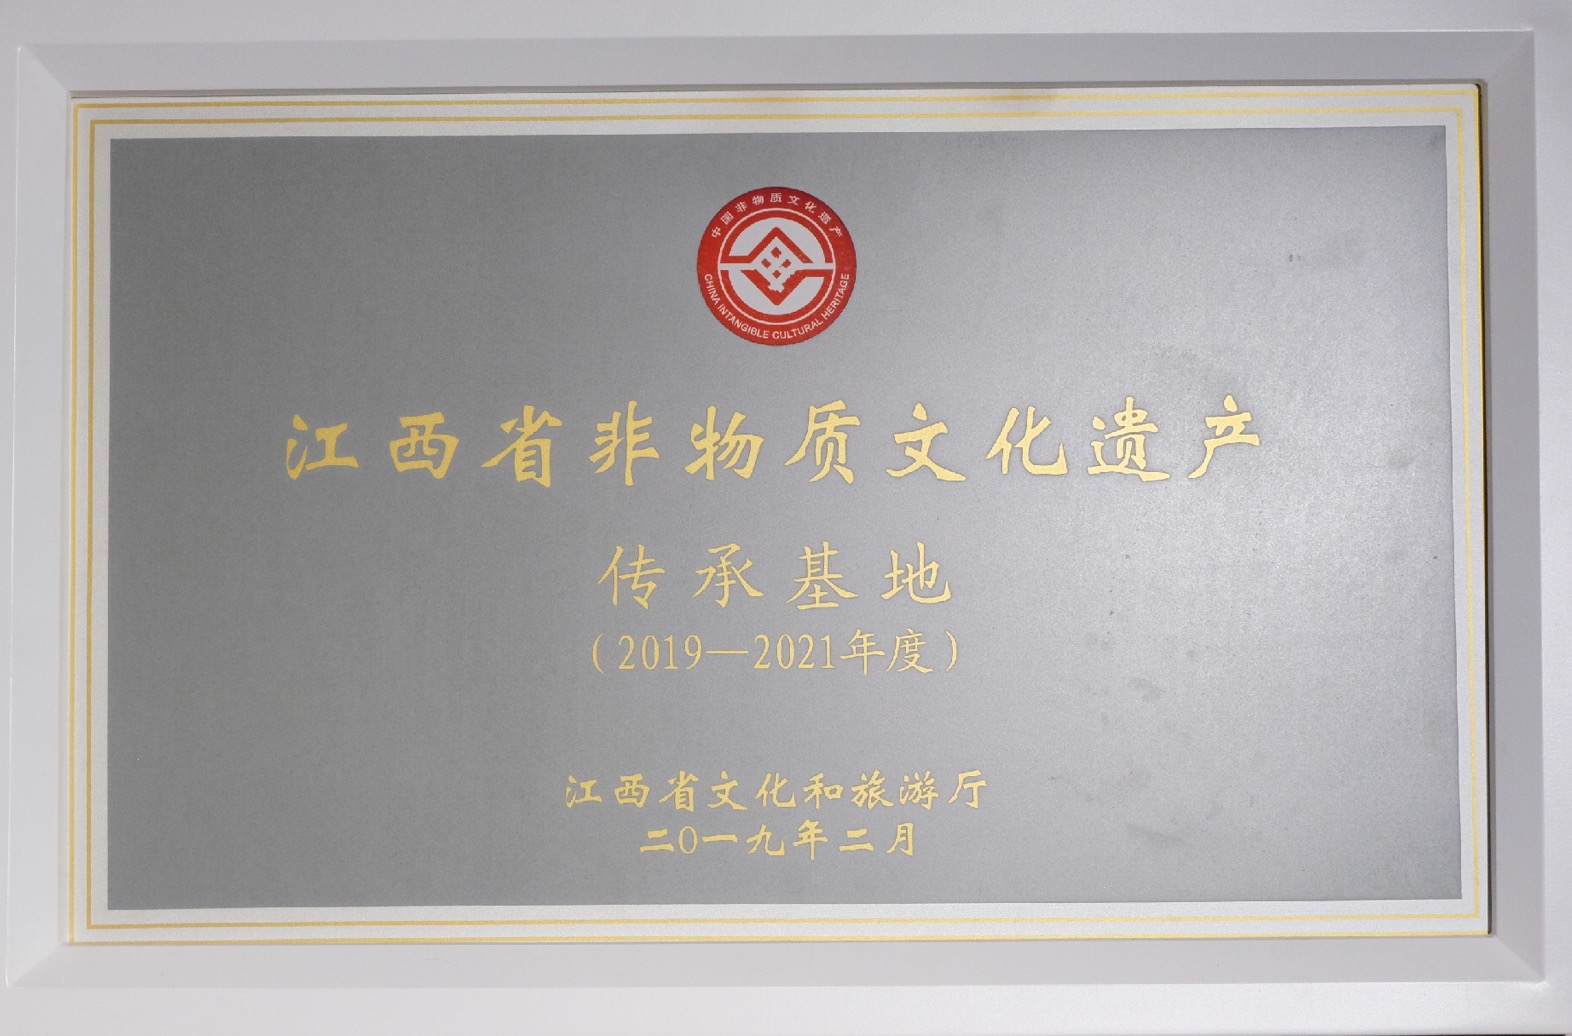 中国非物质文化遗产
CHINA INTANGIBLE CULTURAL HERITAGE
江西省非物质文化遗产
传承基地
（2019—2021年度）
江西省文化和旅游厅
二〇一九年二月